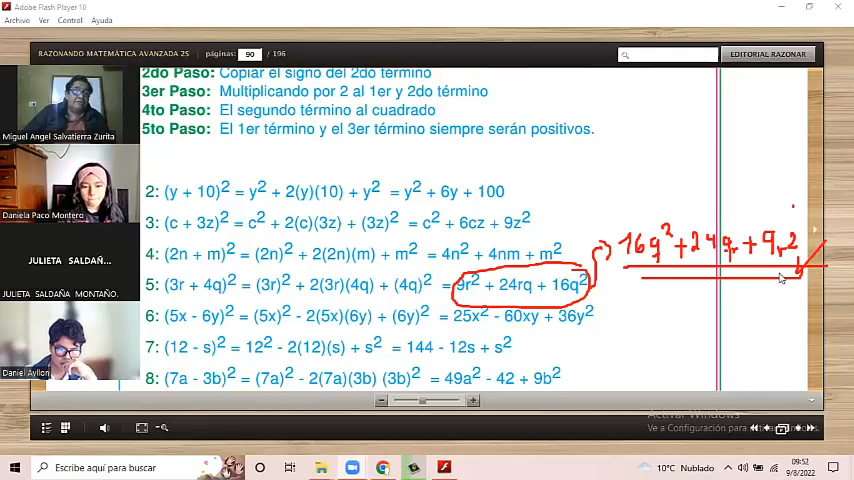 Adobe Flash Player 10
Archivo Ver Control Ayuda
RAZONANDO MATEMÁTICA AVANZADA 25 páginas: 90 / 196
EDITORIAL RAZONAR
2do Paso: Copiar el signo del 2do término
3er Paso: Multiplicando por 2 al 1er y 2do término
4to Paso: El segundo término al cuadrado
5to Paso: El 1er término y el 3er término siempre serán positivos.
2: (y + 10)² = y² + 2(y)(10) + y² = y² + 6y + 100
3: (c + 3z)² = c² + 2(c)(3z) + (3z)² = c² + 6cz + 9z²
4: (2n + m)² = (2n)² + 2(2n)(m) + m² = 4n² + 4nm + m²
5: (3r + 4q)² = (3r)² + 2(3r)(4q) + (4q)² = 9r² + 24rq + 16q²
16q² + 24qr + 9r²
6: (5x - 6y)² = (5x)² - 2(5x)(6y) + (6y)² = 25x² - 60xy + 36y²
7: (12 - s)² = 12² - 2(12)(s) + s² = 144 - 12s + s²
8: (7a - 3b)² = (7a)² - 2(7a)(3b) (3b)² = 49a² - 42 + 9b²
Miguel Angel Salvatierra Zurita
Daniela Paco Montero
JULIETA SALDAÑ...
JULIETA SALDAÑA MONTAÑO.
Daniel Ayllon
Activar Windows
Ve a Configuración para activar Windows.
Escribe aquí para buscar
10°C Nublado
09:52
9/8/2022